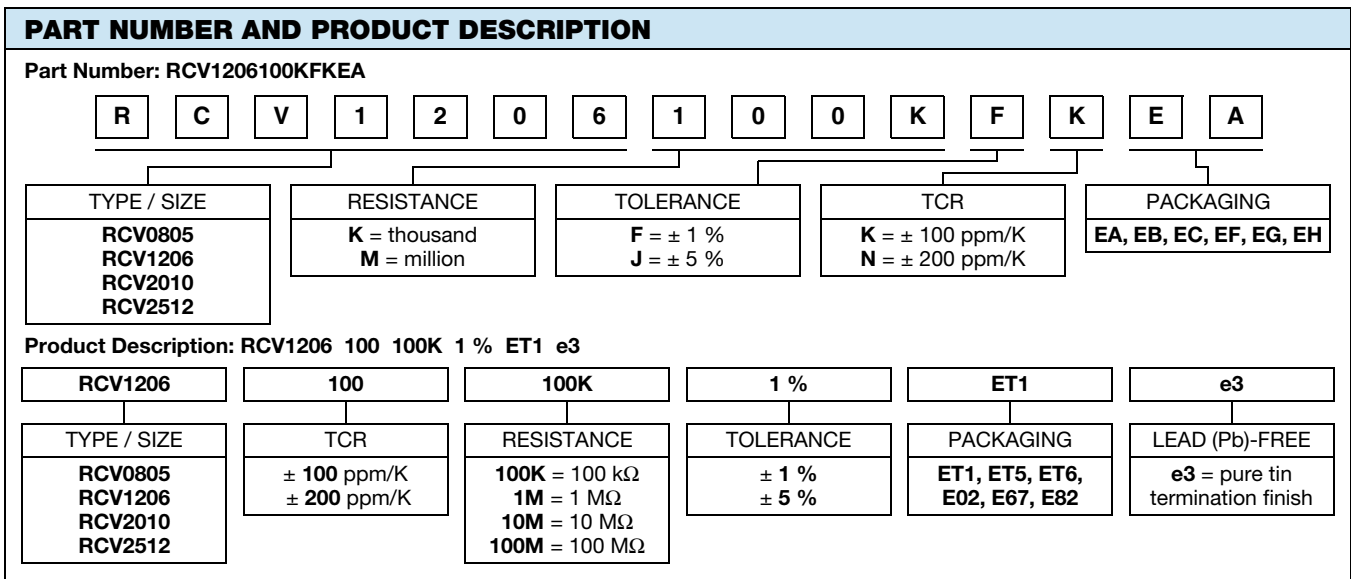 PART NUMBER AND PRODUCT DESCRIPTION
Part Number: RCV1206100KFKEA
R C V 1 2 0 6 1 0 0 K F K E A
TYPE / SIZE
RCV0805
RCV1206
RCV2010
RCV2512
RESISTANCE
K = thousand
M = million
TOLERANCE
F = ± 1 %
J = ± 5 %
TCR
K = ± 100 ppm/K
N = ± 200 ppm/K
PACKAGING
EA, EB, EC, EF, EG, EH
Product Description: RCV1206 100 100K 1 % ET1 e3
RCV1206 100 100K 1 % ET1 e3
TYPE / SIZE
RCV0805
RCV1206
RCV2010
RCV2512
TCR
± 100 ppm/K
± 200 ppm/K
RESISTANCE
100K = 100 kΩ
1M = 1 MΩ
10M = 10 MΩ
100M = 100 MΩ
TOLERANCE
± 1 %
± 5 %
PACKAGING
ET1, ET5, ET6,
E02, E67, E82
LEAD (Pb)-FREE
e3 = pure tin
termination finish